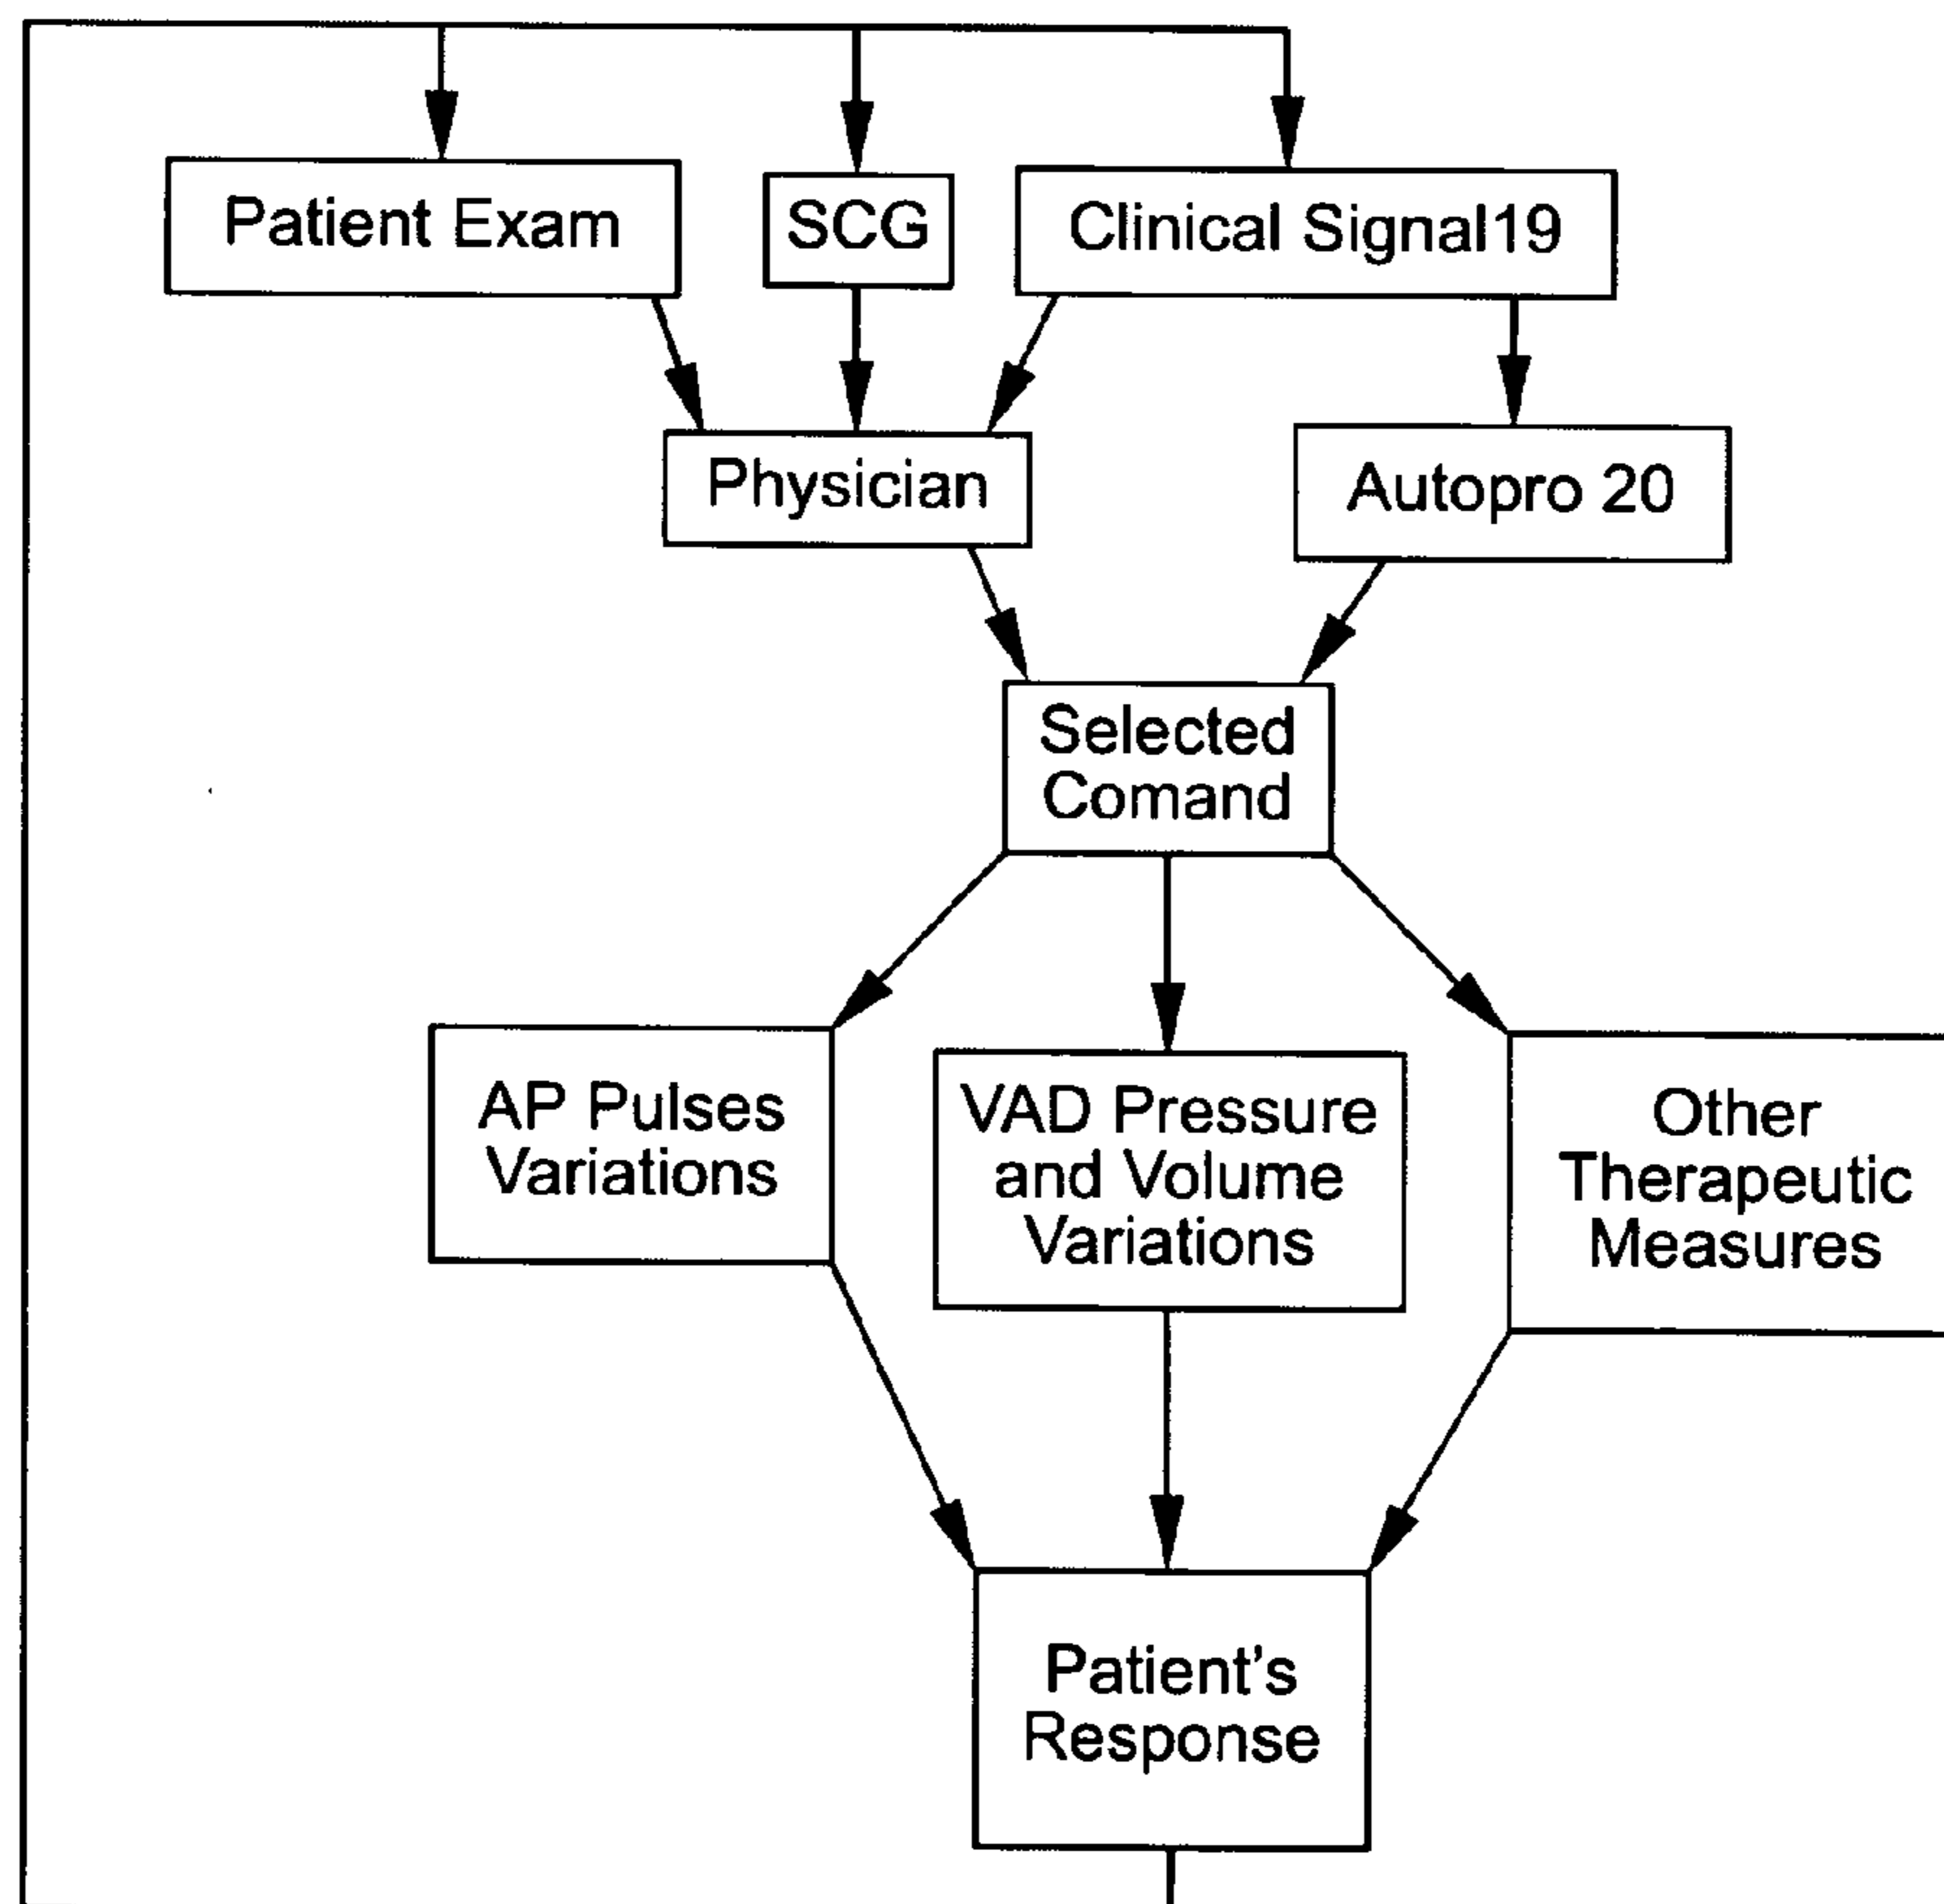 Patient Exam
SCG
Clinical Signal19
Physician
Autopro 20
Selected
Comand
AP Pulses
Variations
VAD Pressure
and Volume
Variations
Other
Therapeutic
Measures
Patient's
Response